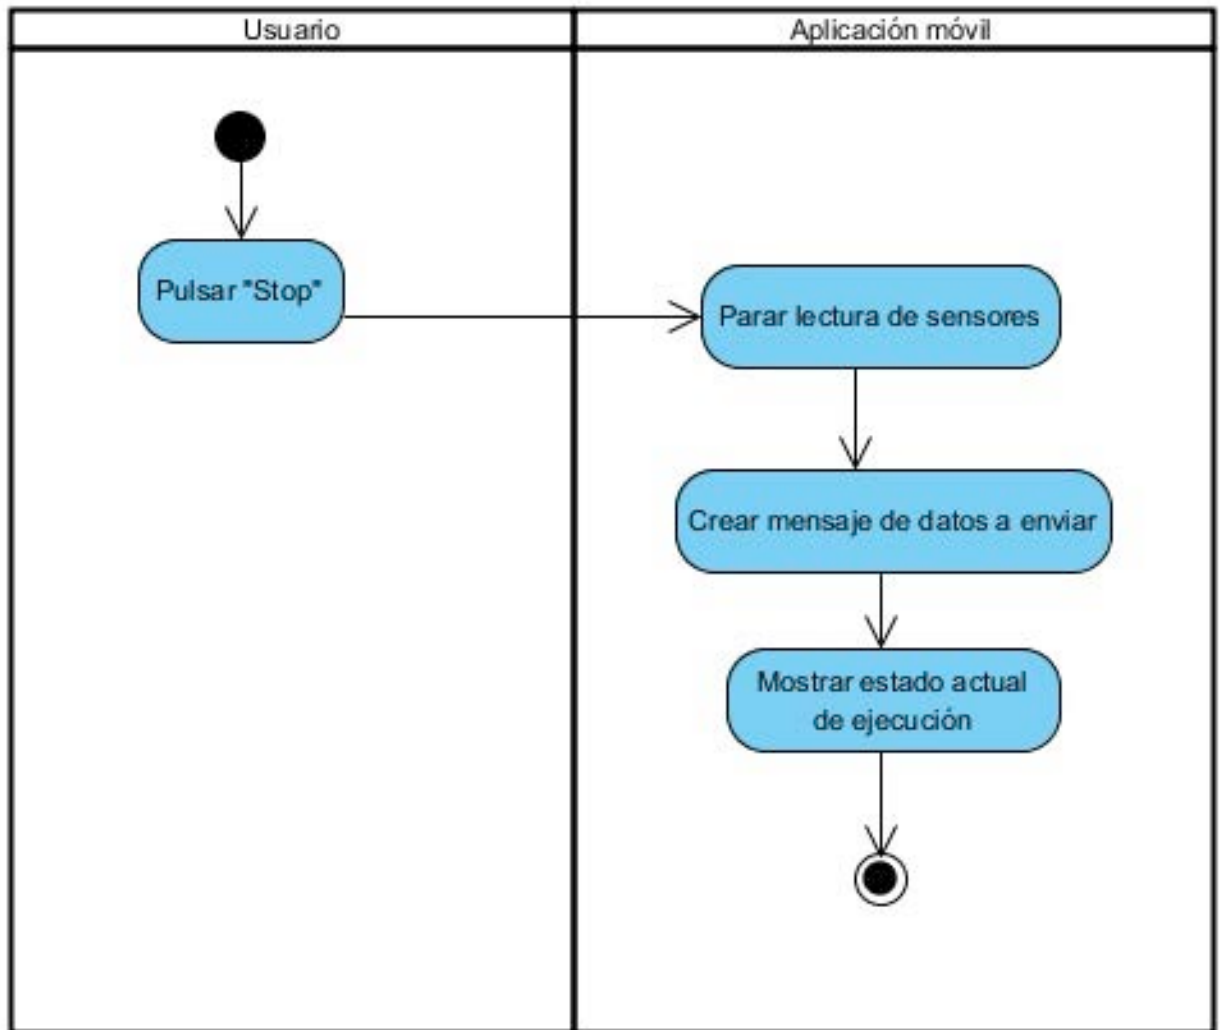 Usuario
Aplicación móvil
Pulsar "Stop"
Parar lectura de sensores
Crear mensaje de datos a enviar
Mostrar estado actual
de ejecución